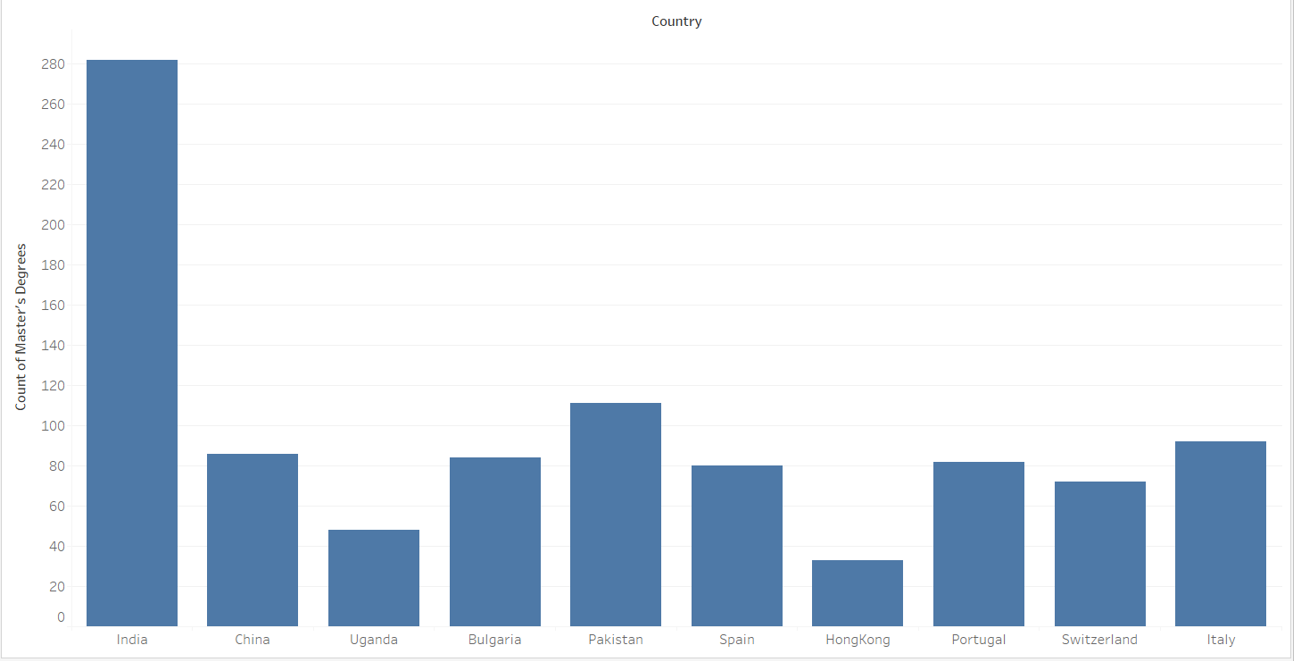 Country
280
260
240
220
200
180
160
140
120
100
80
60
40
20
0
Count of Master's Degrees
India
China
Uganda
Bulgaria
Pakistan
Spain
HongKong
Portugal
Switzerland
Italy